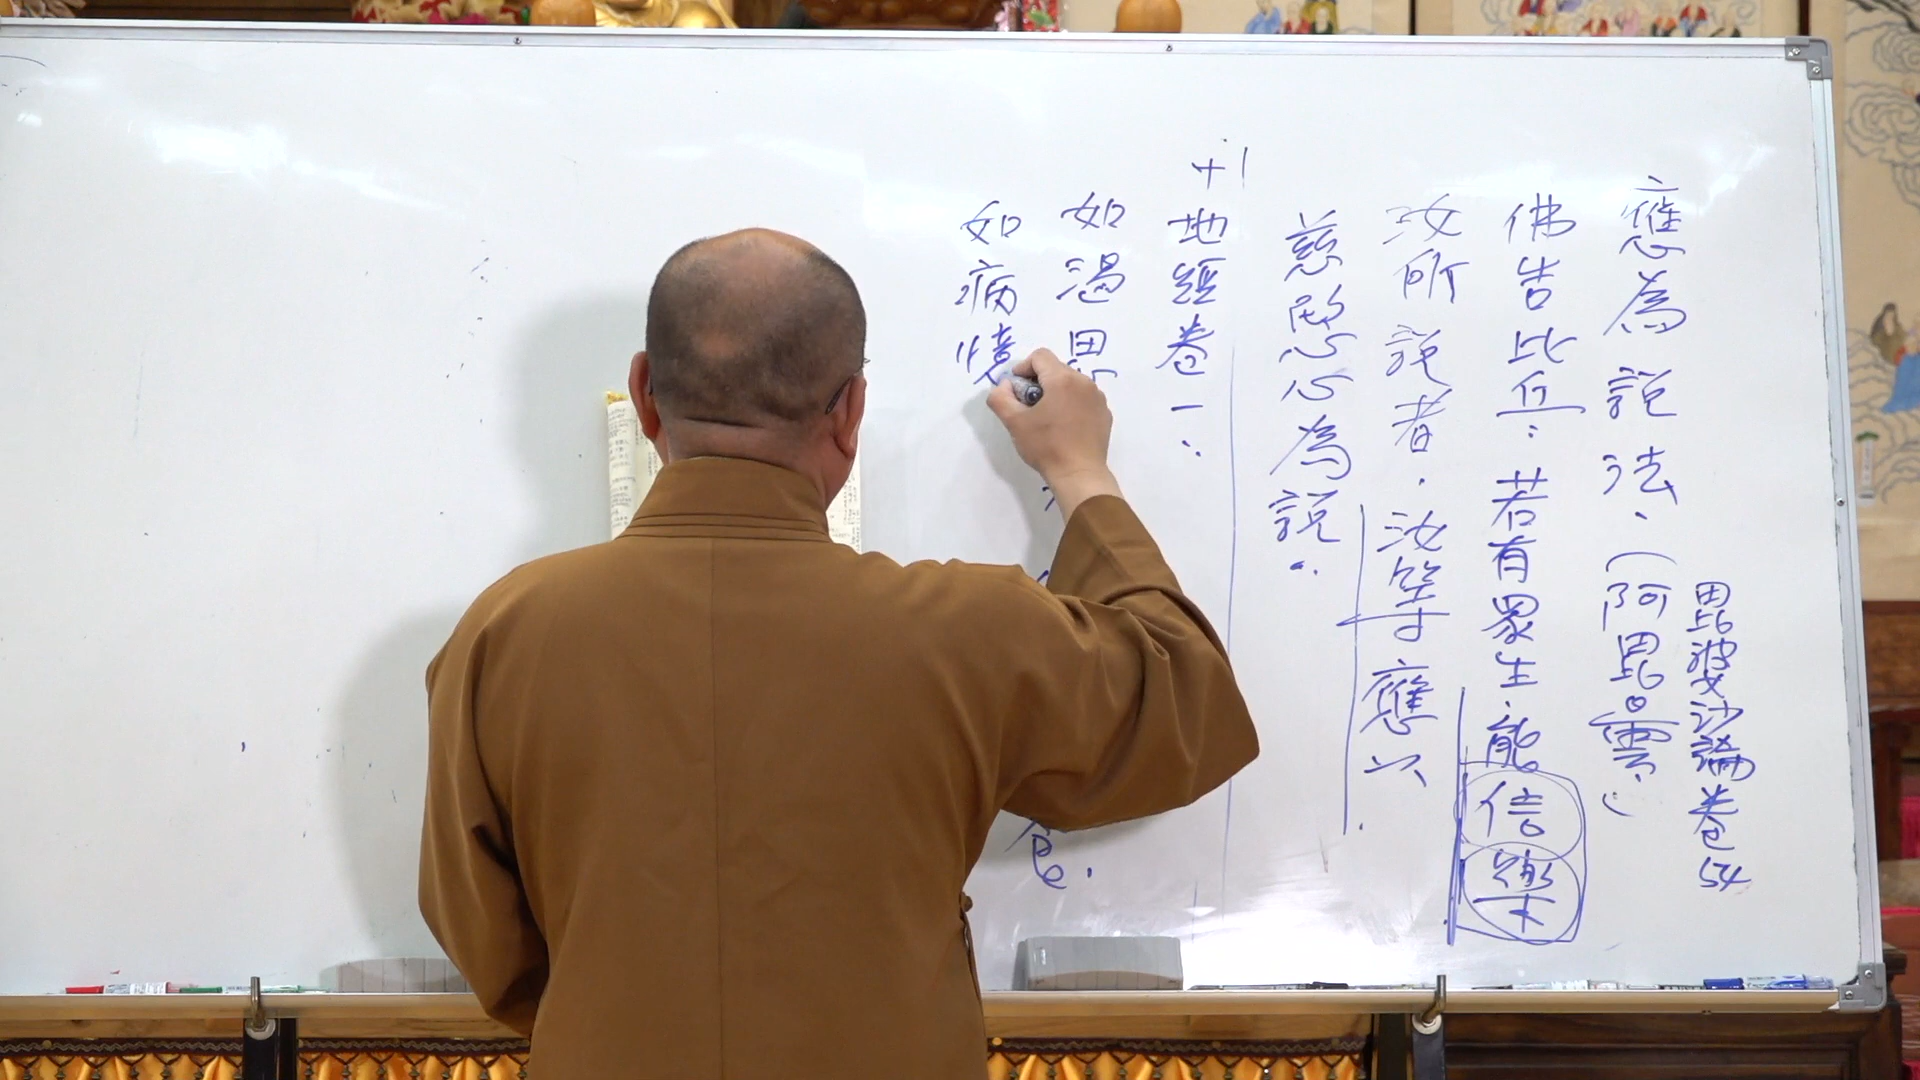 毘婆沙論卷54
應為說法、(阿毘曇、)
佛告比丘:若有眾生、能信樂
汝所說者、汝等應以
慈愍心為說、
十地經卷一:
如渴思
食、
如病憶